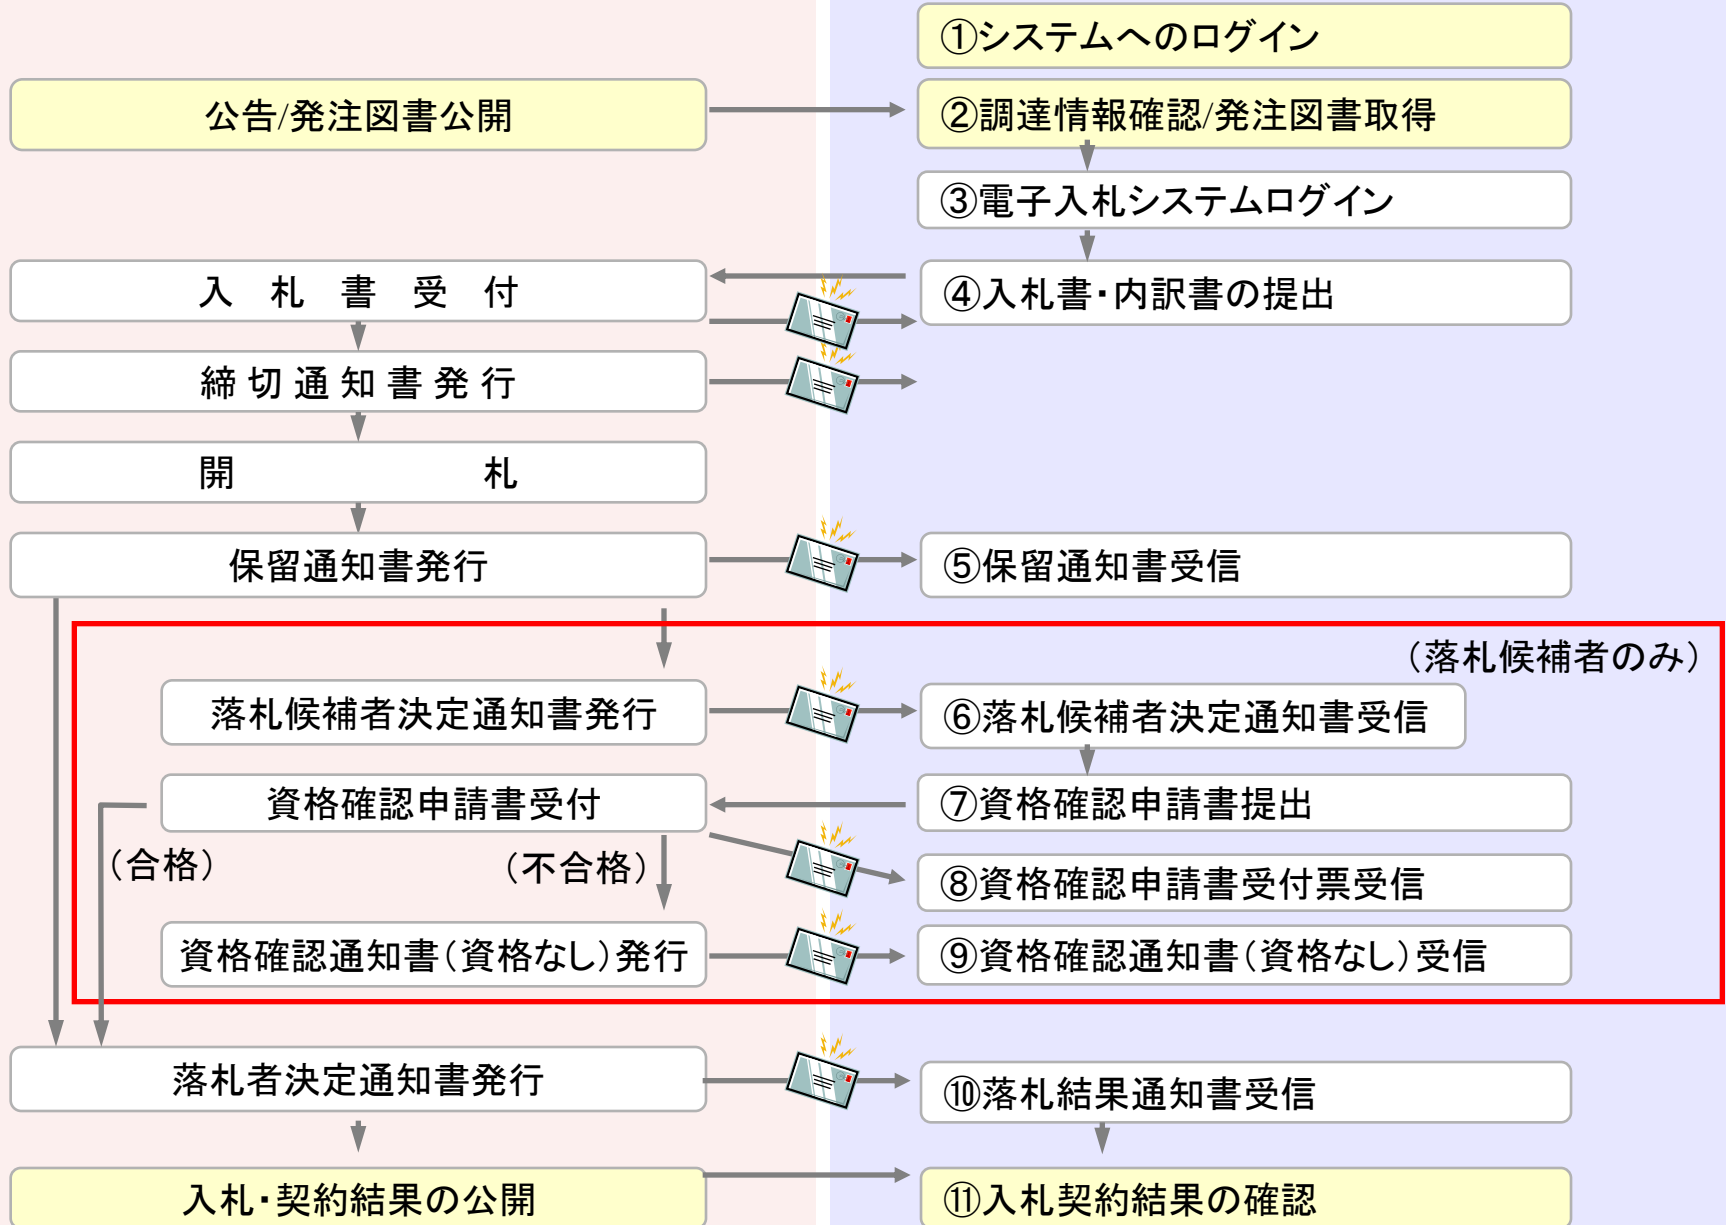 ①システムへのログイン
公告/発注図書公開
②調達情報確認/発注図書取得
③電子入札システムログイン
入　札　書　受　付
④入札書・内訳書の提出
締 切 通 知 書 発 行
開　　　　　　　札
保留通知書発行
⑤保留通知書受信
（落札候補者のみ）
落札候補者決定通知書発行
⑥落札候補者決定通知書受信
資格確認申請書受付
⑦資格確認申請書提出
（合格）
（不合格）
⑧資格確認申請書受付票受信
資格確認通知書（資格なし）発行
⑨資格確認通知書（資格なし）受信
落札者決定通知書発行
⑩落札結果通知書受信
入札・契約結果の公開
⑪入札契約結果の確認